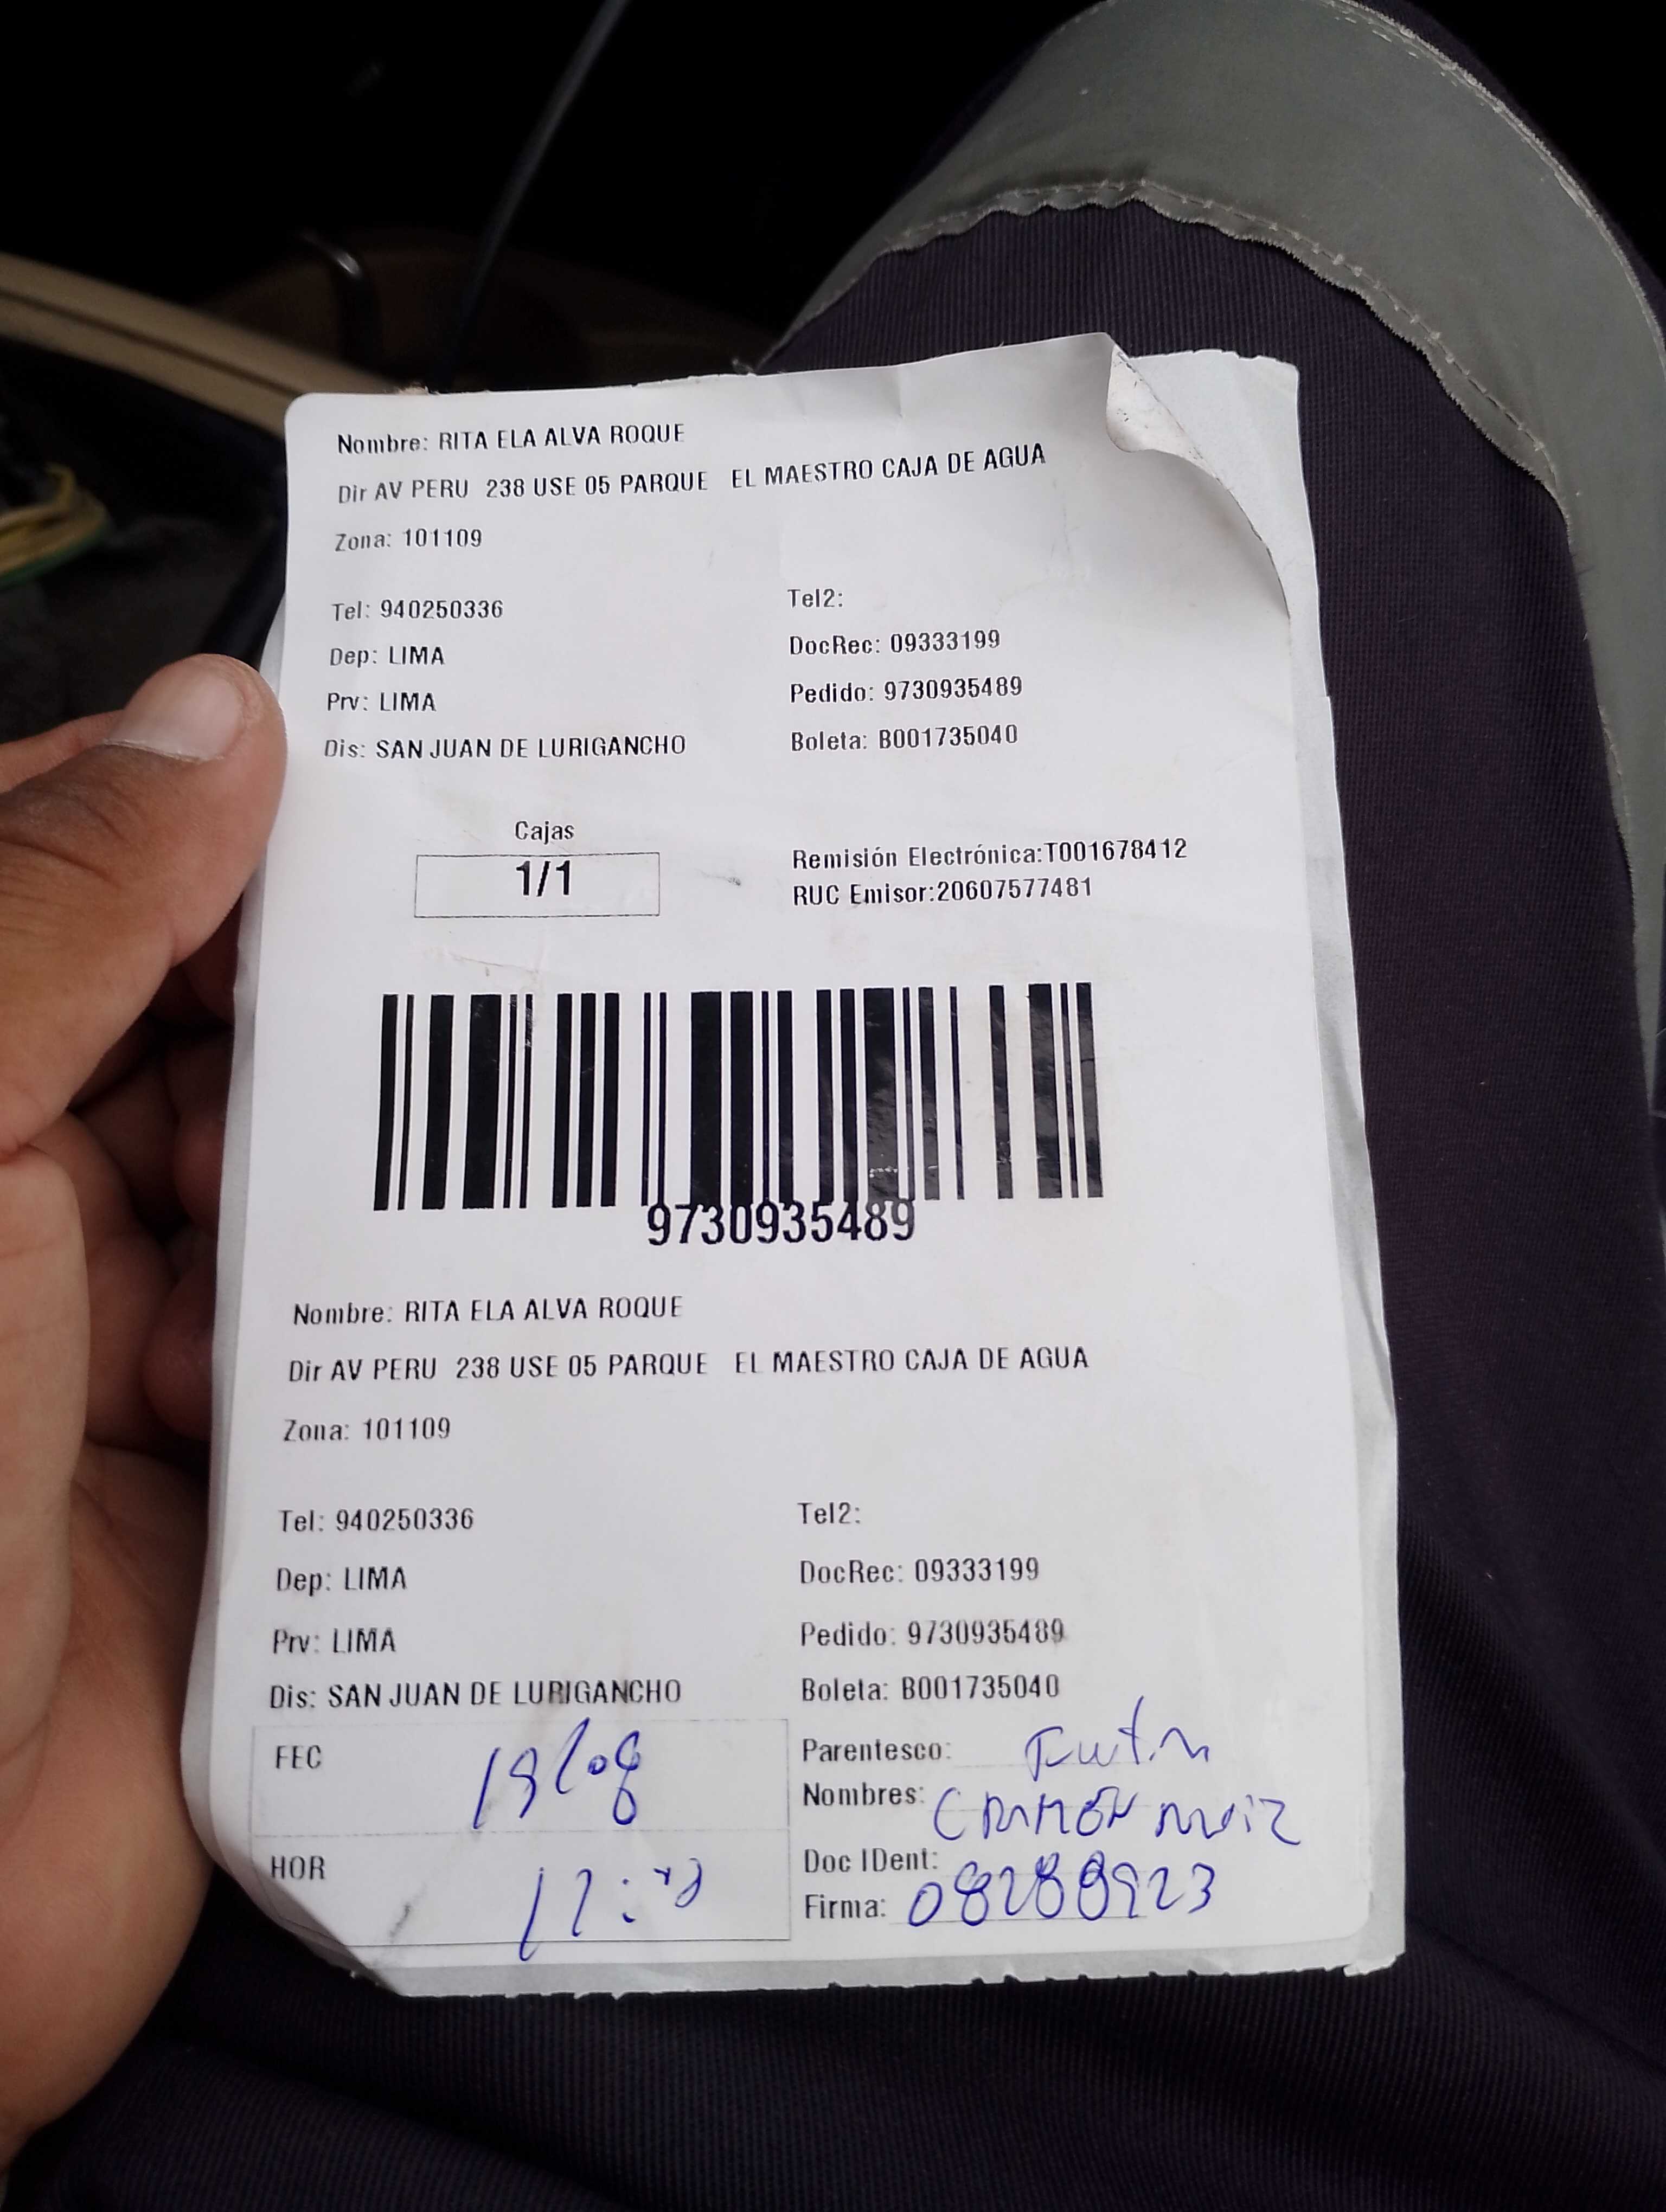 Nombre: RITA ELA ALVA ROQUE
Dir AV PERU 238 USE 05 PARQUE EL MAESTRO CAJA DE AGUA
Zona: 101109
Tel: 940250336
Tel2:
Dep: LIMA
DocRec: 09333199
Prv: LIMA
Pedido: 9730935489
Dis: SAN JUAN DE LURIGANCHO
Boleta: B001735040
Cajas
1/1
Remisión Electrónica:T001678412
RUC Emisor:20607577481
9730935489
Nombre: RITA ELA ALVA ROQUE
Dir AV PERU 238 USE 05 PARQUE EL MAESTRO CAJA DE AGUA
Zona: 101109
Tel: 940250336
Tel2:
Dep: LIMA
DocRec: 09333199
Prv: LIMA
Pedido: 9730935489
Dis: SAN JUAN DE LURIGANCHO
Boleta: B001735040
FEC
Parentesco:
Nombres:
HOR
Doc IDent:
Firma: 08288923